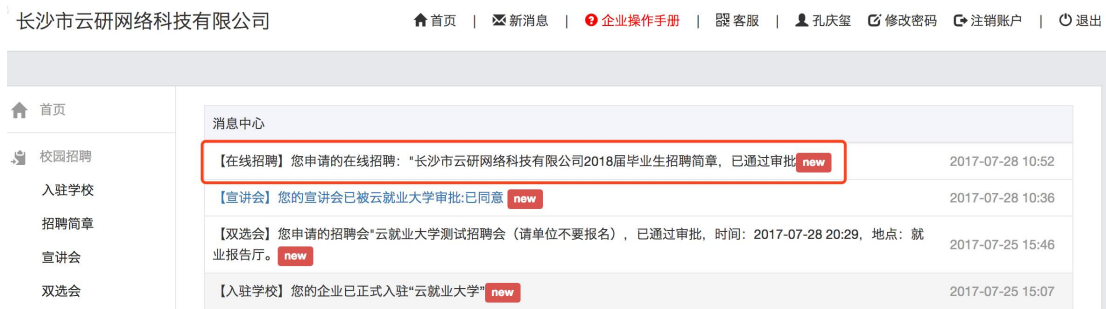 长沙市云研网络科技有限公司
首页 | 新消息 | 企业操作手册 | 客服 | 孔庆玺 修改密码 注销账户 | 退出
首页
校园招聘
入驻学校
招聘简章
宣讲会
双选会
消息中心
【在线招聘】您申请的在线招聘："长沙市云研网络科技有限公司2018届毕业生招聘简章，已通过审批 new 2017-07-28 10:52
【宣讲会】您的宣讲会已被云就业大学审批:已同意 new 2017-07-28 10:36
【双选会】您申请的招聘会"云就业大学测试招聘会（请单位不要报名），已通过审批，时间：2017-07-28 20:29，地点：就
业报告厅。 new 2017-07-25 15:46
【入驻学校】您的企业已正式入驻“云就业大学” new 2017-07-25 15:07